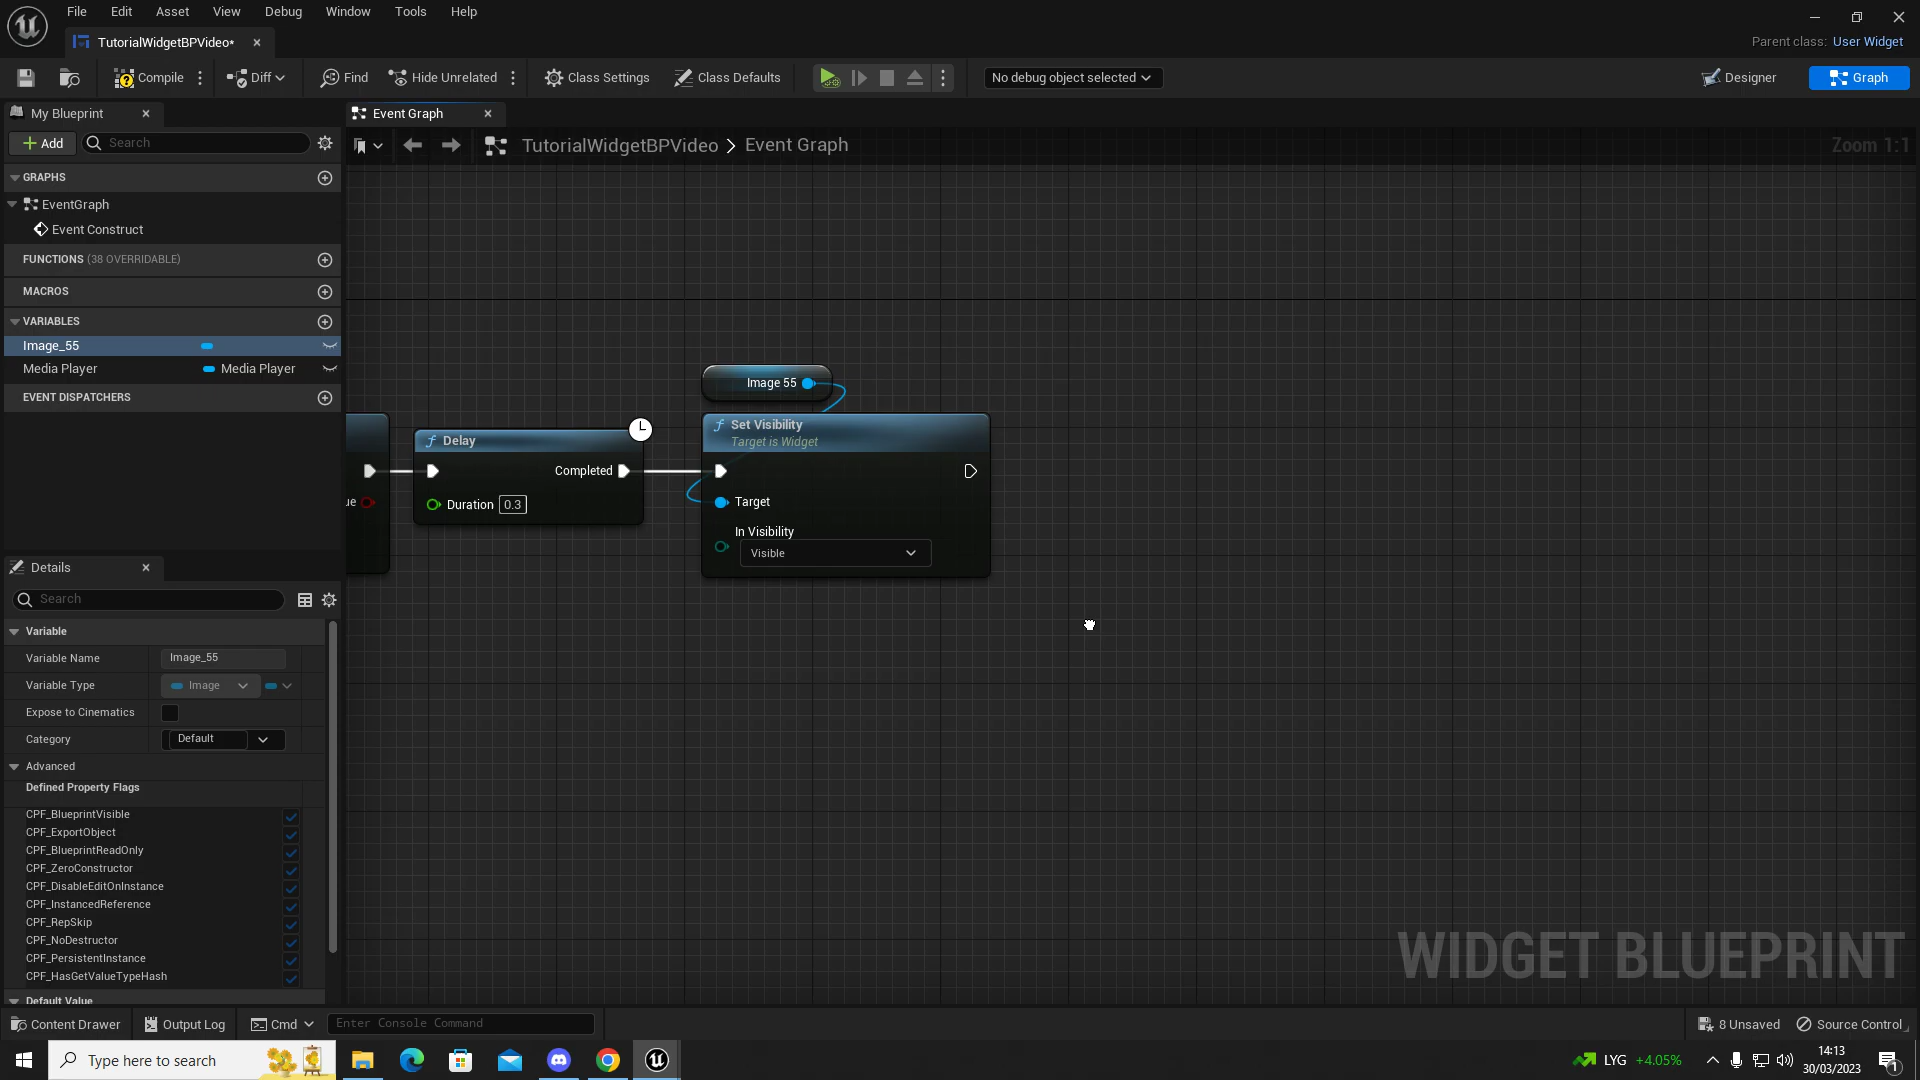 File Edit Asset View Debug Window Tools Help
TutorialWidgetBPVideo*
Parent class: User Widget
Compile Diff Find Hide Unrelated Class Settings Class Defaults No debug object selected Designer Graph
My Blueprint
Event Graph
Add Search
TutorialWidgetBPVideo > Event Graph
Zoom 1:1
GRAPHS
EventGraph
Event Construct
FUNCTIONS (38 OVERRIDABLE)
MACROS
VARIABLES
Image_55
Media Player Media Player
EVENT DISPATCHERS
Image 55
Set Visibility
Target is Widget
Delay
Completed
ue
Duration 0.3
Target
In Visibility
Visible
Details
Search
Variable
Variable Name Image_55
Variable Type Image
Expose to Cinematics
Category Default
Advanced
Defined Property Flags
CPF_BlueprintVisible
CPF_ExportObject
CPF_BlueprintReadOnly
CPF_ZeroConstructor
CPF_DisableEditOnInstance
CPF_InstancedReference
CPF_RepSkip
CPF_NoDestructor
CPF_PersistentInstance
CPF_HasGetValueTypeHash
Default Value
WIDGET BLUEPRINT
Content Drawer Output Log Cmd Enter Console Command 8 Unsaved Source Control
Type here to search
LYG +4.05%
14:13
30/03/2023
1